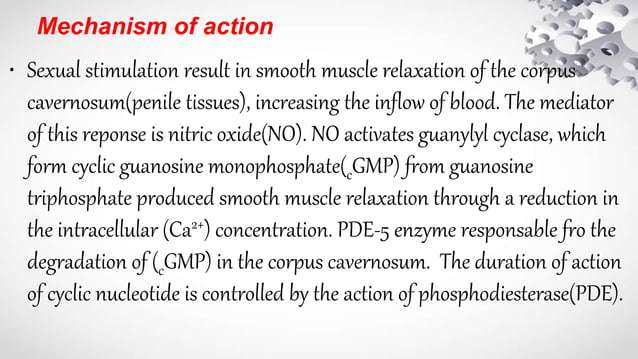 Mechanism of action
• Sexual stimulation result in smooth muscle relaxation of the corpus
cavernosum(penile tissues), increasing the inflow of blood. The mediator
of this reponse is nitric oxide(NO). NO activates guanylyl cyclase, which
form cyclic guanosine monophosphate(cGMP) from guanosine
triphosphate produced smooth muscle relaxation through a reduction in
the intracellular (Ca²⁺) concentration. PDE-5 enzyme responsable fro the
degradation of (cGMP) in the corpus cavernosum. The duration of action
of cyclic nucleotide is controlled by the action of phosphodiesterase(PDE).